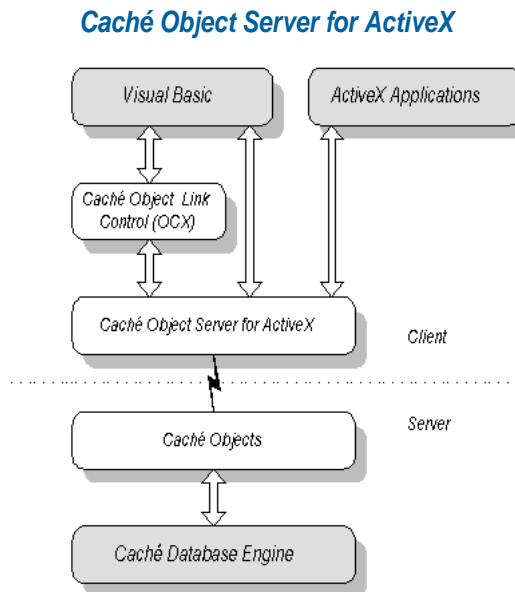 Caché Object Server for ActiveX
Visual Basic
ActiveX Applications
Caché Object Link
Control (OCX)
Caché Object Server for ActiveX
Client
Server
Caché Objects
Caché Database Engine